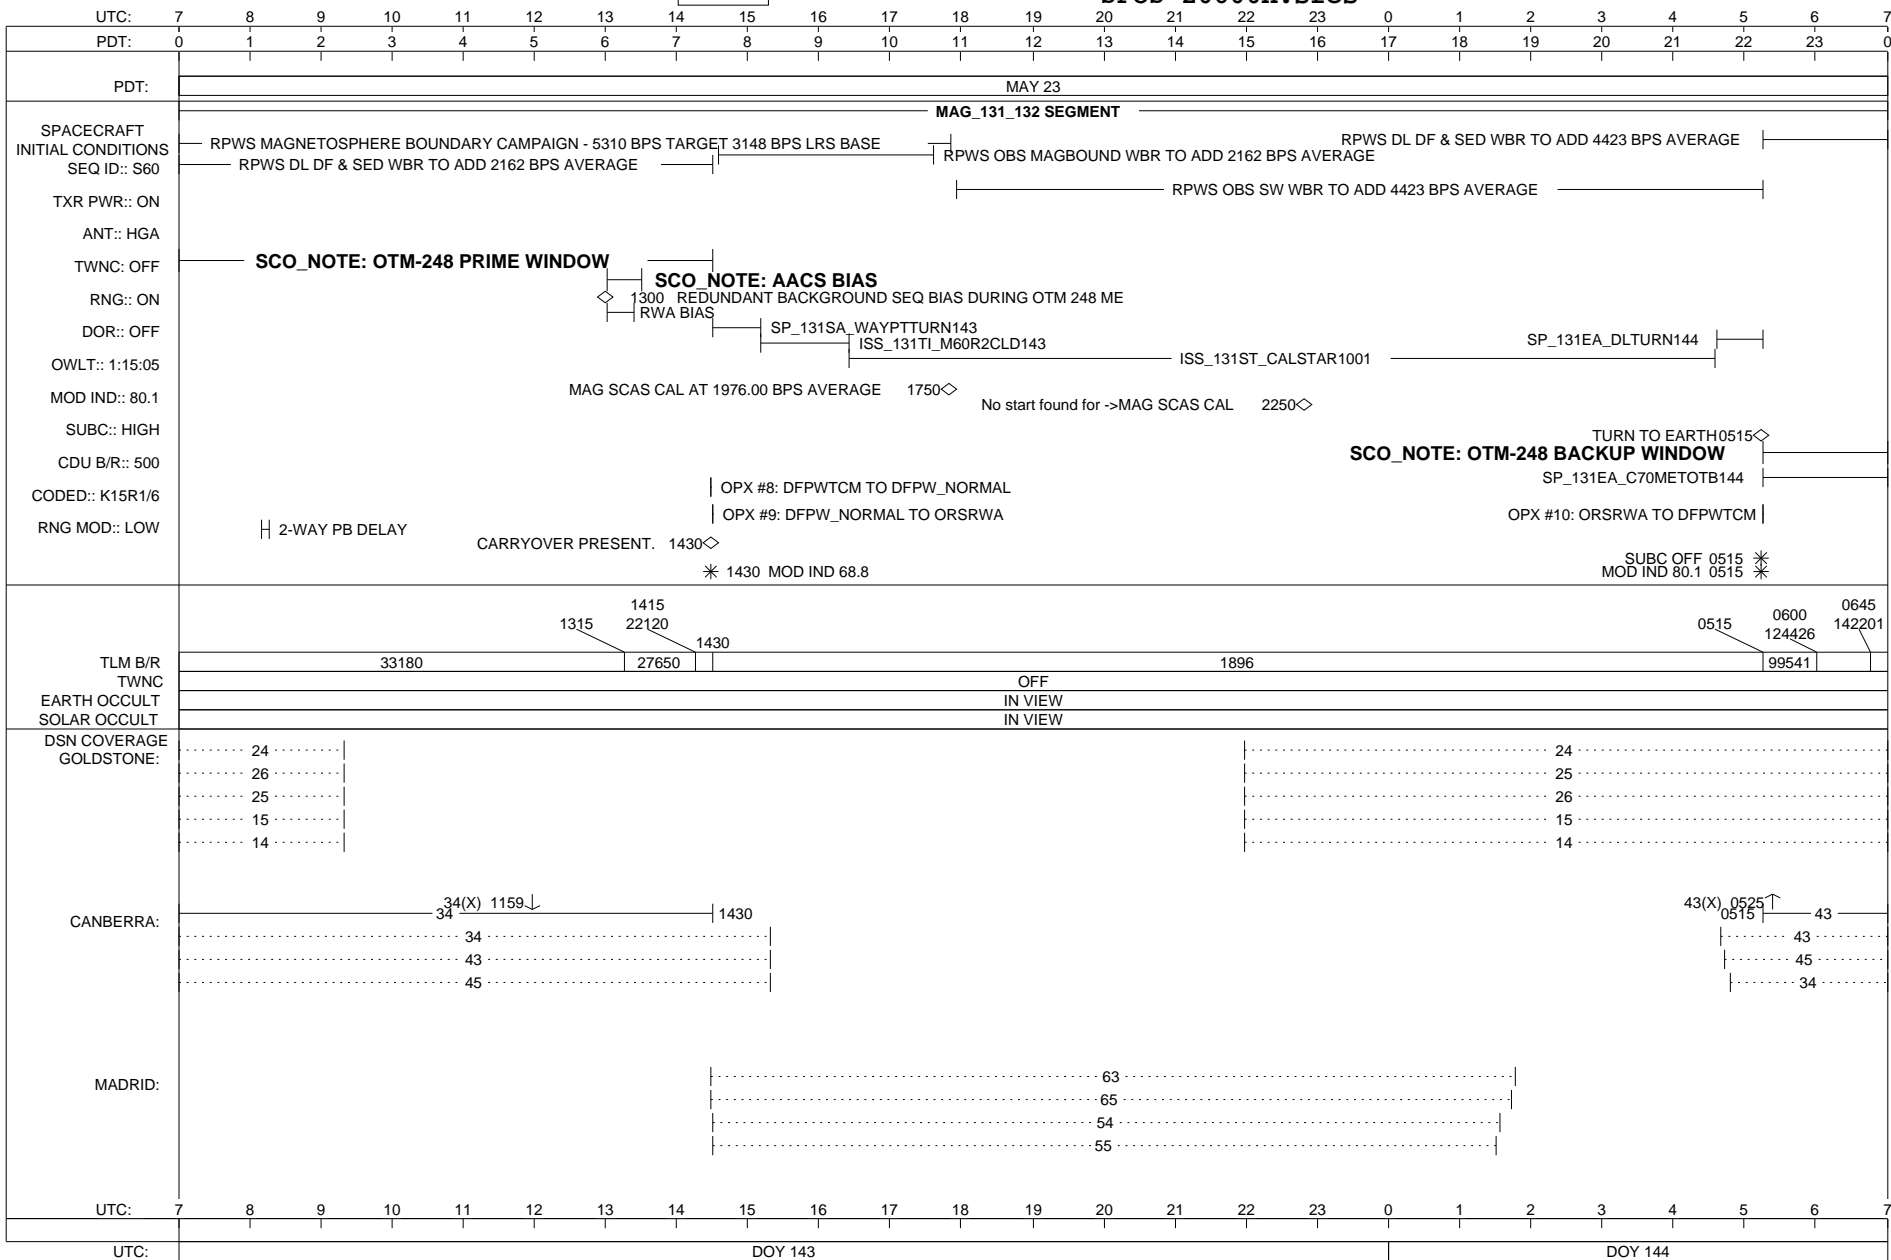 UTC: 7 8 9 10 11 12 13 14 15 16 17 18 19 20 21 22 23 0 1 2 3 4 5 6 7
PDT: 0 1 2 3 4 5 6 7 8 9 10 11 12 13 14 15 16 17 18 19 20 21 22 23 0
PDT: MAY 23
MAG_131_132 SEGMENT
SPACECRAFT
INITIAL CONDITIONS
SEQ ID:: S60
TXR PWR:: ON
ANT:: HGA
TWNC: OFF
RNG:: ON
DOR:: OFF
OWLT:: 1:15:05
MOD IND:: 80.1
SUBC:: HIGH
CDU B/R:: 500
CODED:: K15R1/6
RNG MOD:: LOW
RPWS MAGNETOSPHERE BOUNDARY CAMPAIGN - 5310 BPS TARGET 3148 BPS LRS BASE
RPWS DL DF & SED WBR TO ADD 4423 BPS AVERAGE
RPWS OBS MAGBOUND WBR TO ADD 2162 BPS AVERAGE
RPWS DL DF & SED WBR TO ADD 2162 BPS AVERAGE
RPWS OBS SW WBR TO ADD 4423 BPS AVERAGE
SCO_NOTE: OTM-248 PRIME WINDOW
SCO_NOTE: AACS BIAS
1300 REDUNDANT BACKGROUND SEQ BIAS DURING OTM 248 ME
RWA BIAS
SP_131SA_WAYPTTURN143
ISS_131TI_M60R2CLD143
SP_131EA_DLTURN144
ISS_131ST_CALSTAR1001
MAG SCAS CAL AT 1976.00 BPS AVERAGE 1750
No start found for ->MAG SCAS CAL 2250
TURN TO EARTH 0515
SCO_NOTE: OTM-248 BACKUP WINDOW
SP_131EA_C70METOTB144
OPX #8: DFPWTCM TO DFPW_NORMAL
OPX #9: DFPW_NORMAL TO ORSRWA
OPX #10: ORSRWA TO DFPWTCM
2-WAY PB DELAY
CARRYOVER PRESENT. 1430
SUBC OFF 0515
1430 MOD IND 68.8
MOD IND 80.1 0515
1315
1415
22120
1430
0515
0600
124426
0645
142201
TLM B/R 33180 27650 1896 99541
TWNC OFF
EARTH OCCULT IN VIEW
SOLAR OCCULT IN VIEW
DSN COVERAGE
GOLDSTONE:
24 24
26 25
25 26
15 15
14 14
CANBERRA:
34(X) 1159
34 1430
43(X) 0525
0515 43
34 43
43 45
45 34
MADRID:
63
65
54
55
UTC: 7 8 9 10 11 12 13 14 15 16 17 18 19 20 21 22 23 0 1 2 3 4 5 6 7
UTC: DOY 143 DOY 144